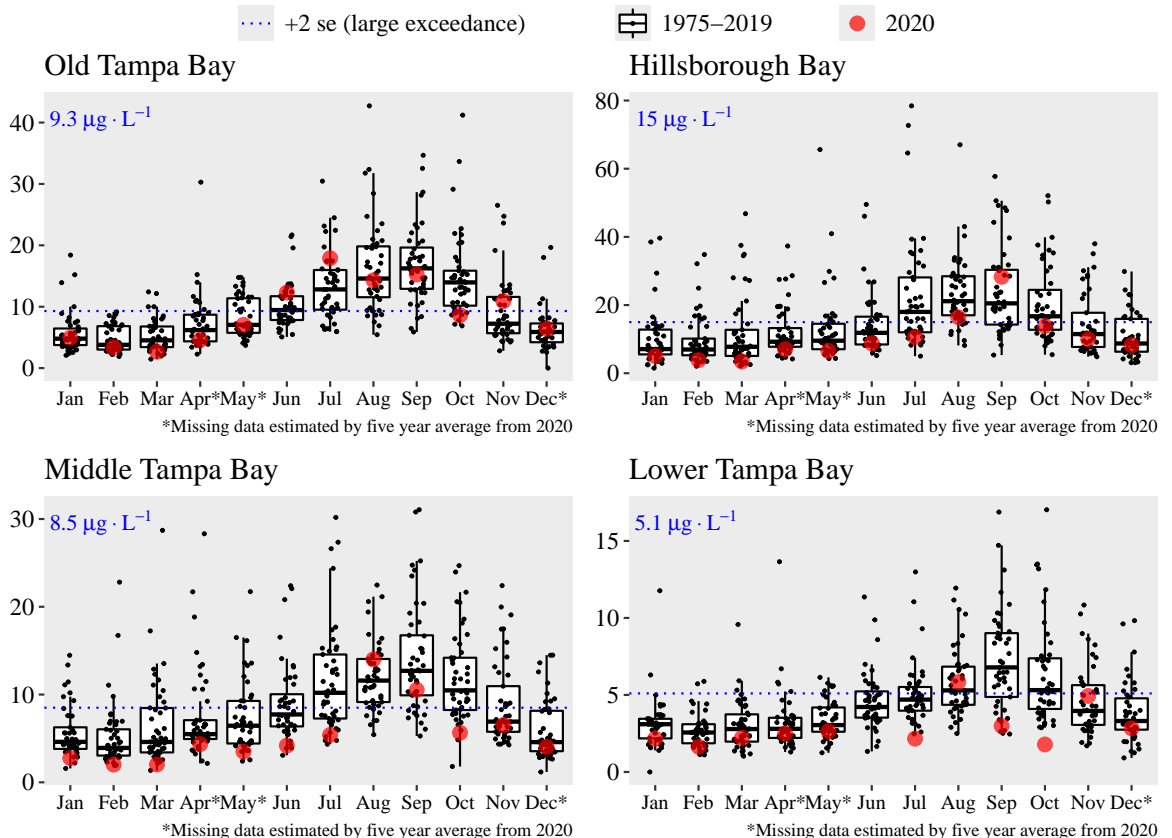 +2 se (large exceedance) 1975–2019 2020
Old Tampa Bay
9.3 μg · L⁻¹
40
30
20
10
0
Jan Feb Mar Apr* May* Jun Jul Aug Sep Oct Nov Dec*
*Missing data estimated by five year average from 2020
Hillsborough Bay
15 μg · L⁻¹
80
60
40
20
0
Jan Feb Mar Apr* May* Jun Jul Aug Sep Oct Nov Dec*
*Missing data estimated by five year average from 2020
Middle Tampa Bay
8.5 μg · L⁻¹
30
20
10
0
Jan Feb Mar Apr* May* Jun Jul Aug Sep Oct Nov Dec*
*Missing data estimated by five year average from 2020
Lower Tampa Bay
5.1 μg · L⁻¹
15
10
5
0
Jan Feb Mar Apr* May* Jun Jul Aug Sep Oct Nov Dec*
*Missing data estimated by five year average from 2020